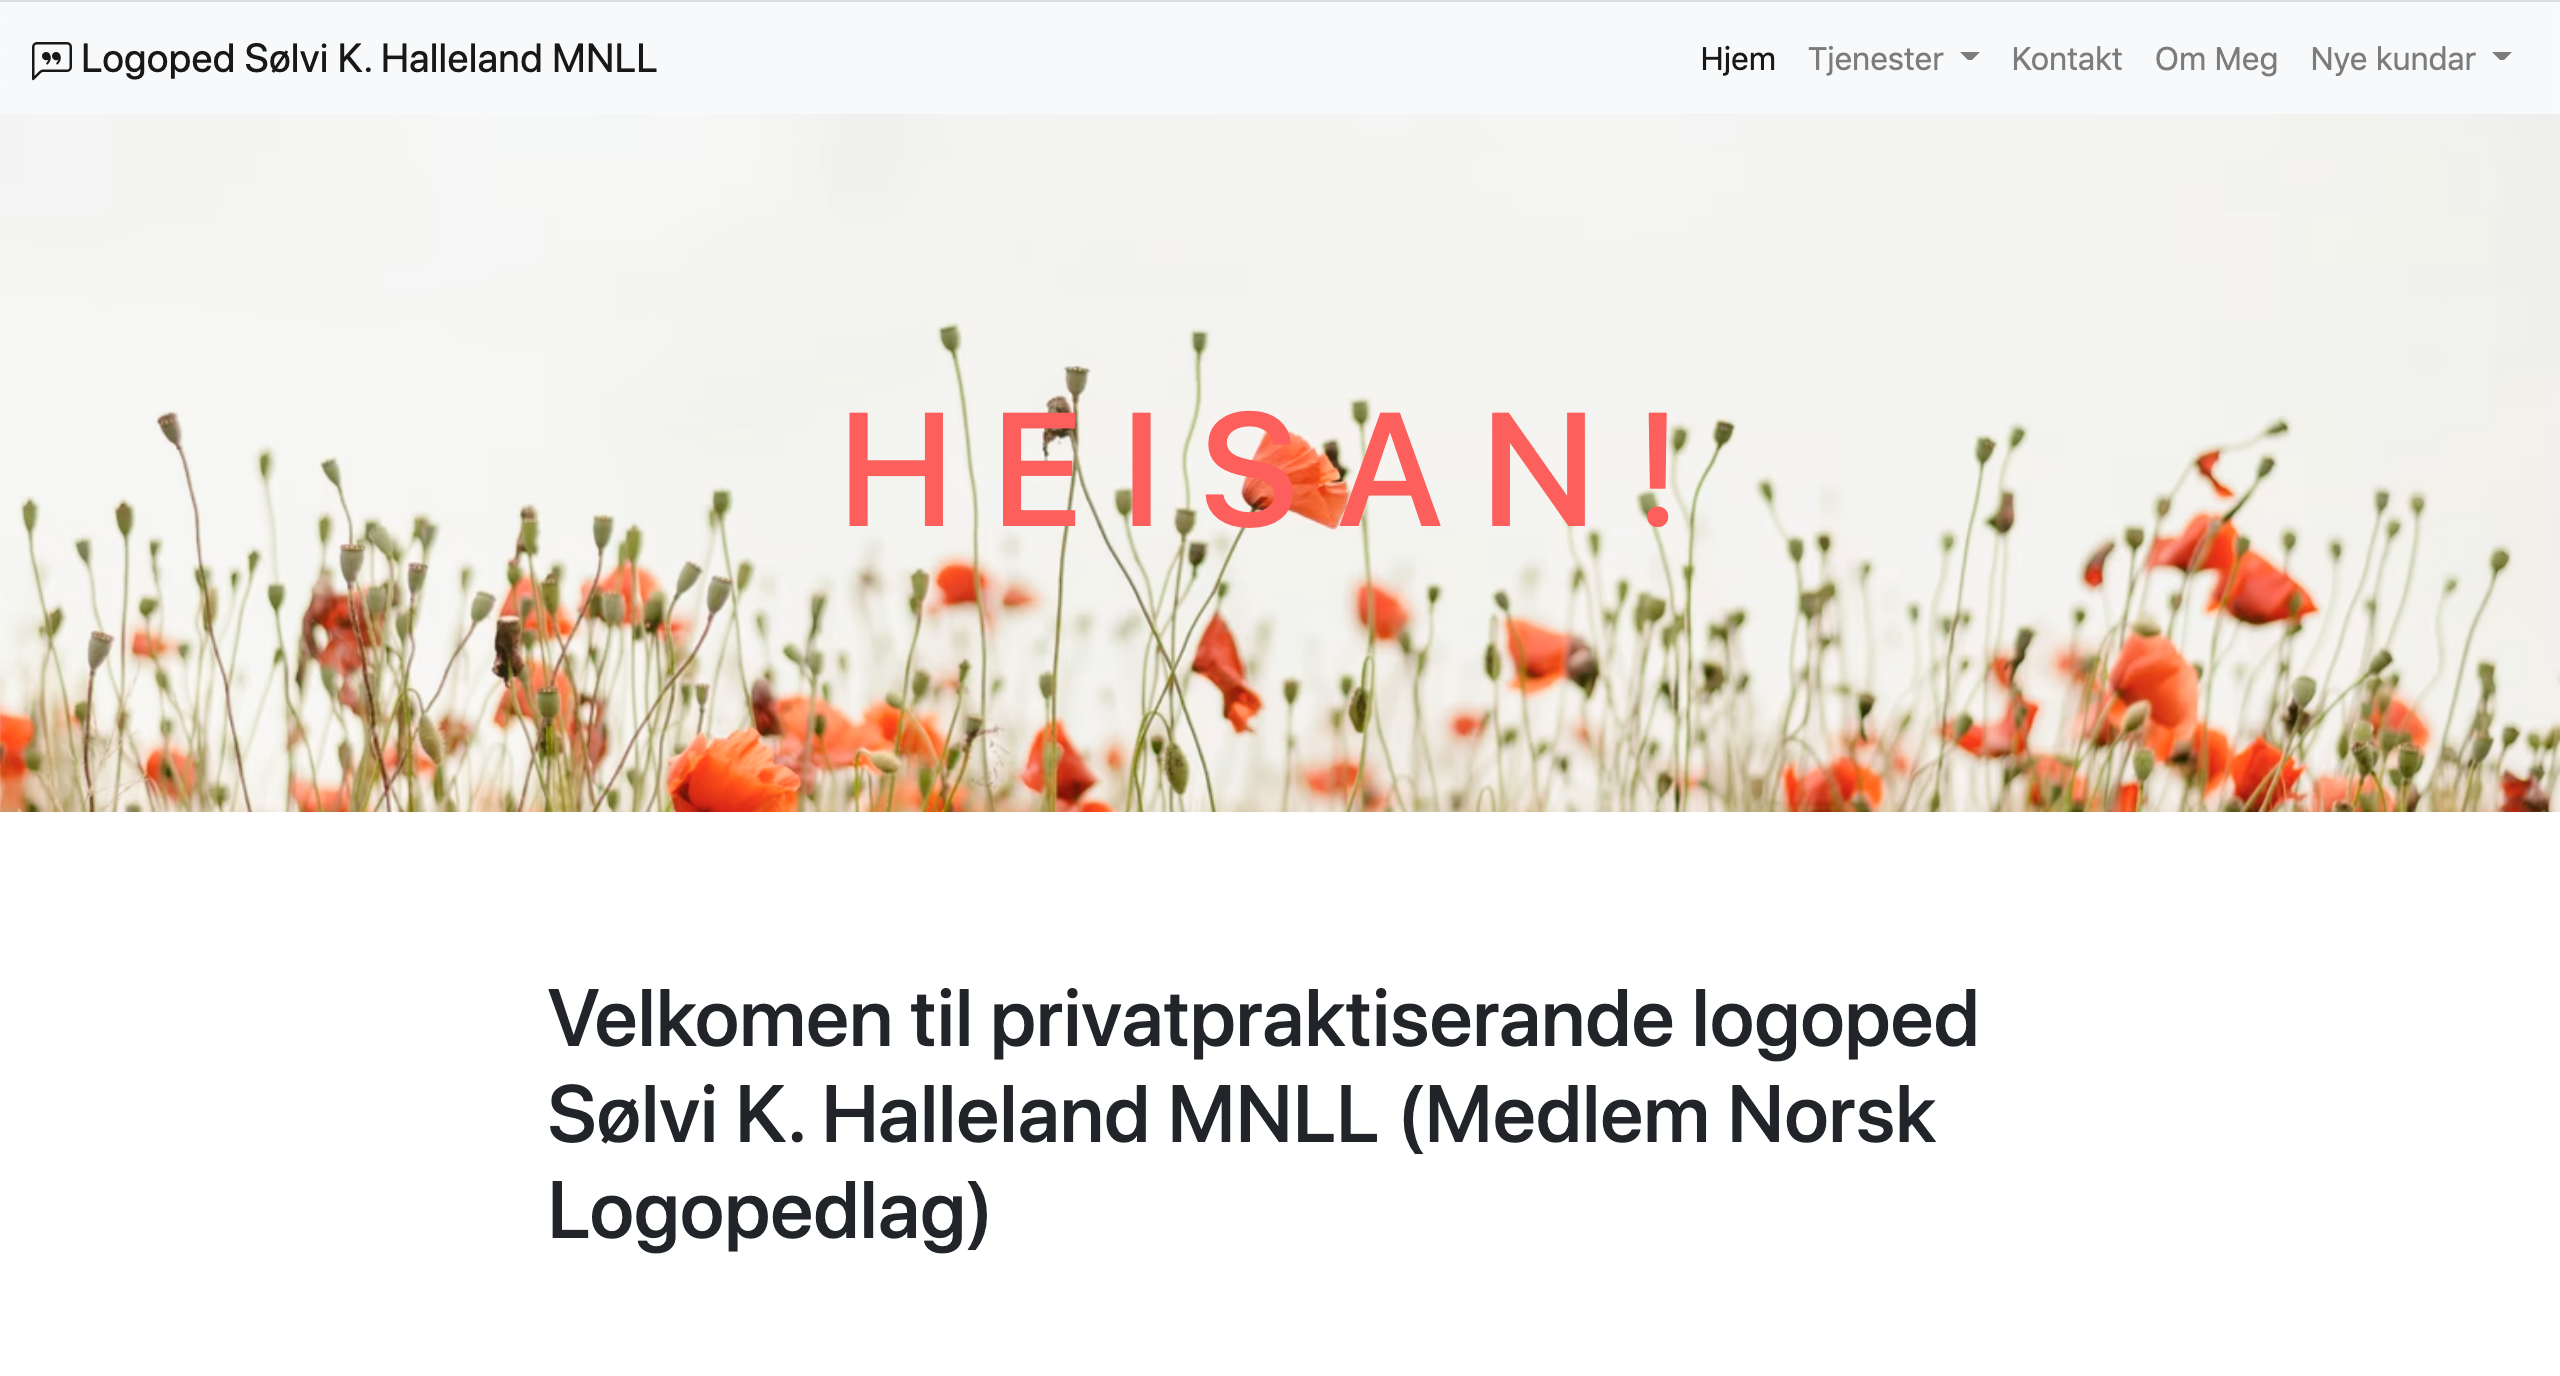 Logoped Sølvi K. Halleland MNLL
Hjem Tjenester Kontakt Om Meg Nye kundar
HEISAN!
Velkomen til privatpraktiserande logoped
Sølvi K. Halleland MNLL (Medlem Norsk
Logopedlag)